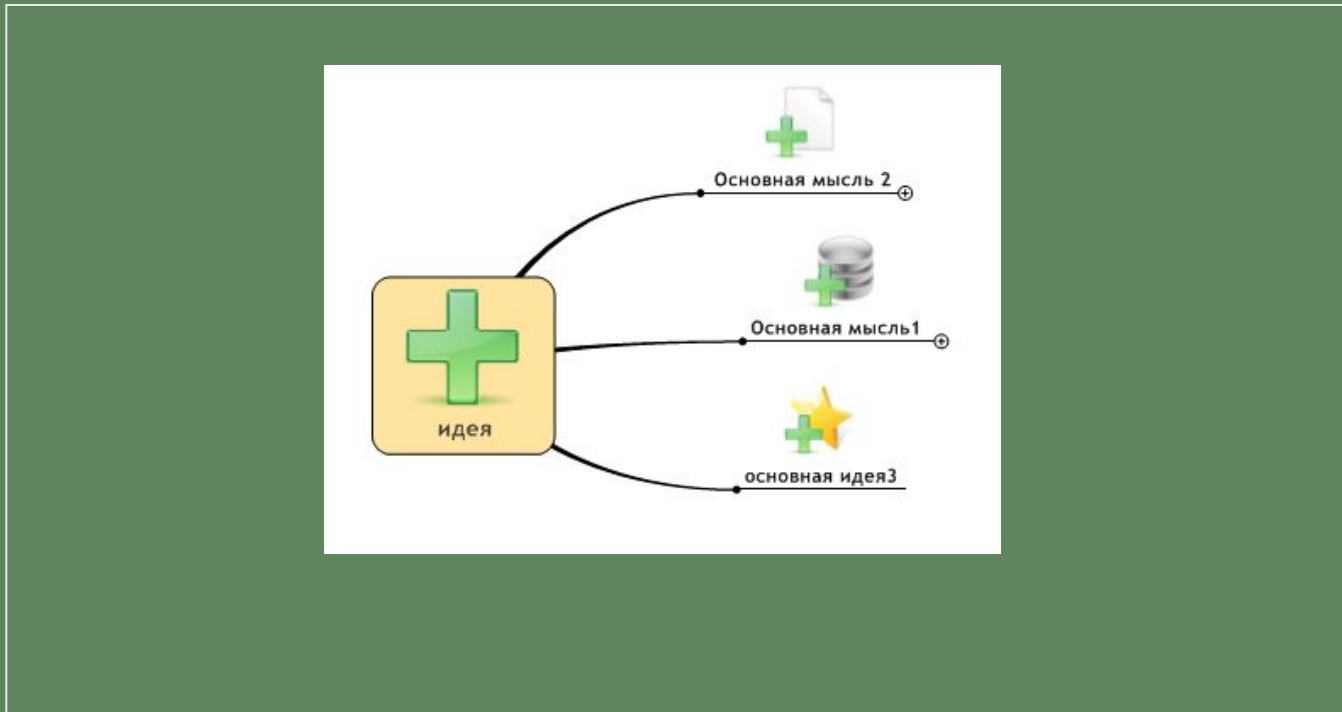 Основная мысль 2
Основная мысль1
идея
основная идея3